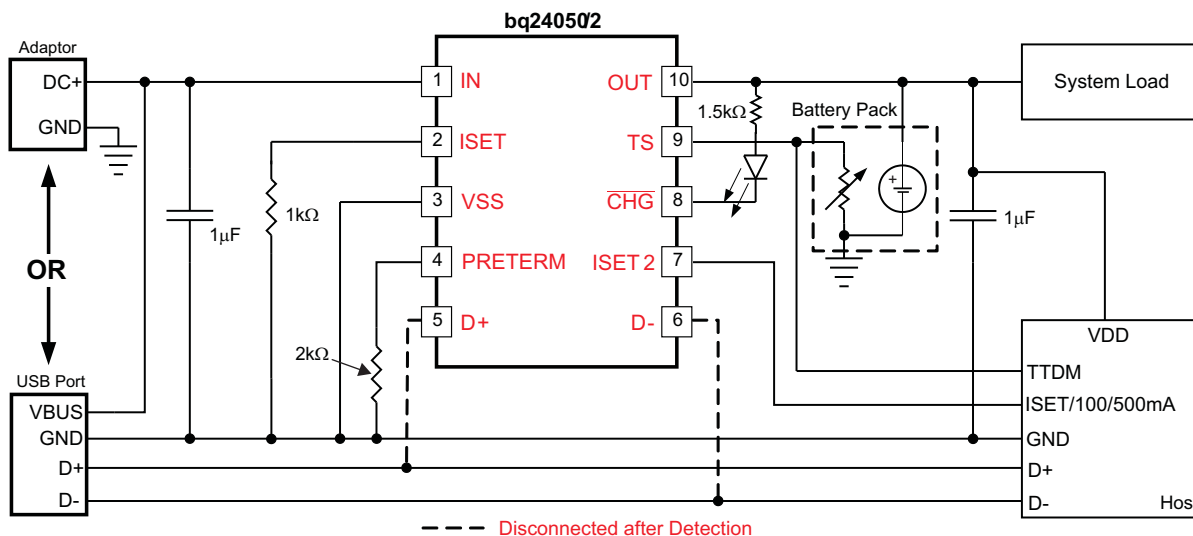 bq24050/2
Adaptor
DC+
GND
OR
USB Port
VBUS
GND
D+
D-
1µF
1kΩ
2kΩ
1 IN
2 ISET
3 VSS
4 PRETERM
5 D+
OUT 10
TS 9
CHG 8
ISET 2 7
D- 6
1.5kΩ
Battery Pack
+
1µF
System Load
VDD
TTDM
ISET/100/500mA
GND
D+
D-
Hos
Disconnected after Detection